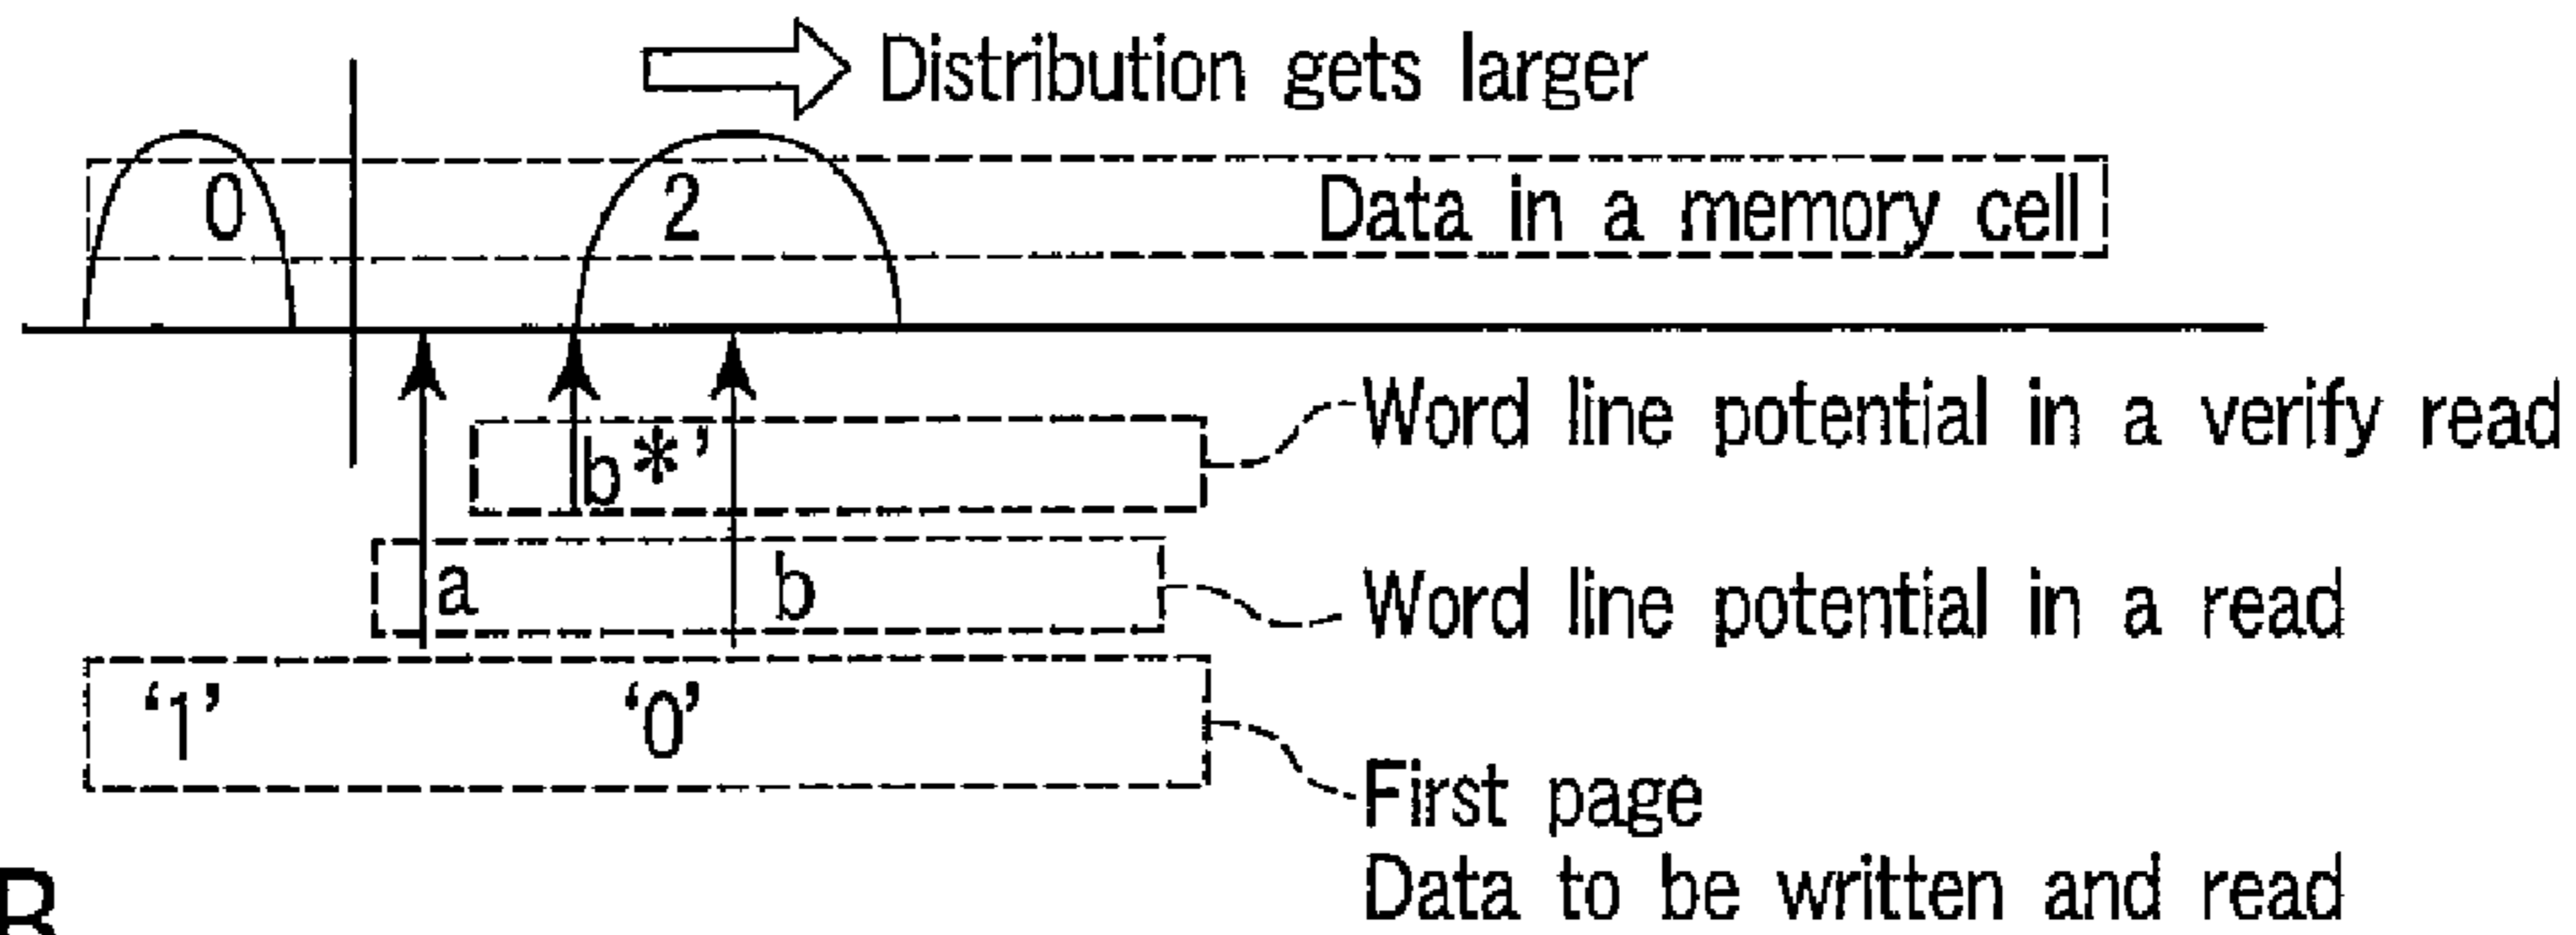 Distribution gets larger
0 2 Data in a memory cell
Word line potential in a verify read
b*’
a b Word line potential in a read
‘1’ ‘0’
First page
Data to be written and read
B